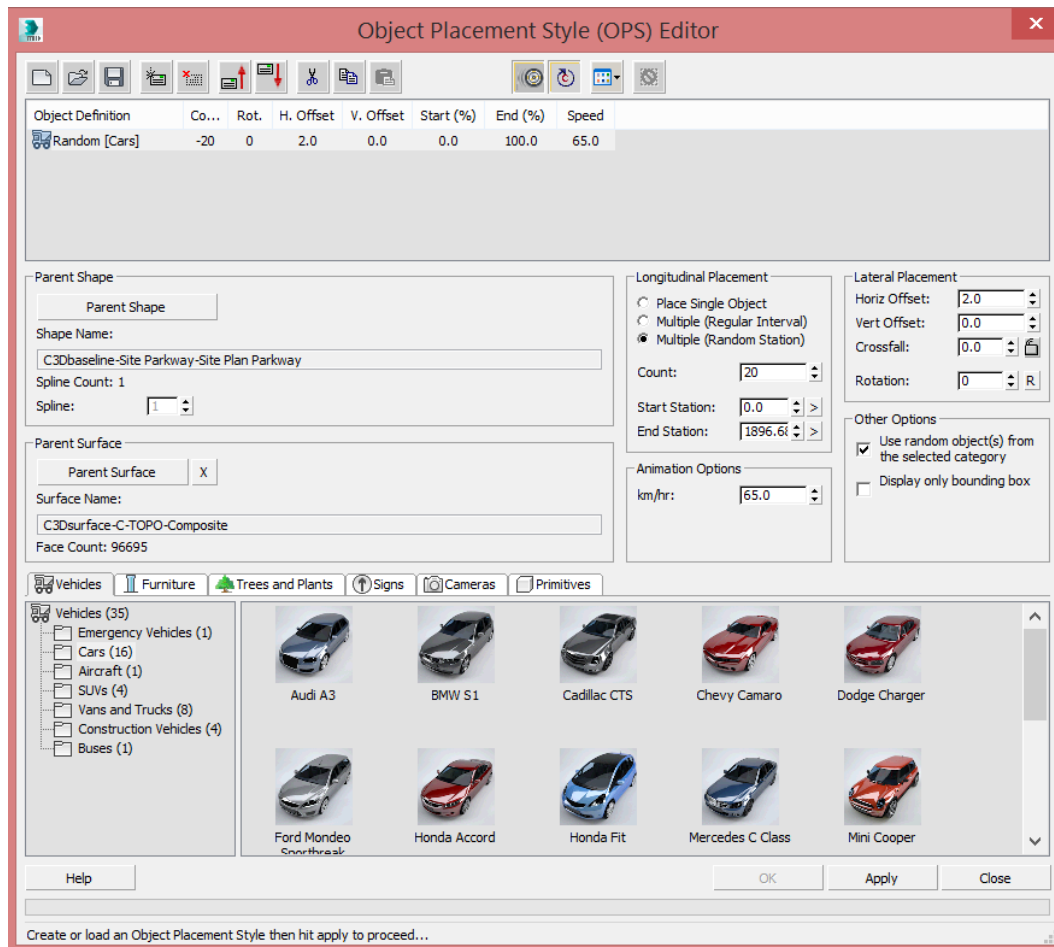 Object Placement Style (OPS) Editor
Object Definition Co... Rot. H. Offset V. Offset Start (%) End (%) Speed
Random [Cars] -20 0 2.0 0.0 0.0 100.0 65.0
Parent Shape
Parent Shape
Shape Name:
C3Dbaseline-Site Parkway-Site Plan Parkway
Spline Count: 1
Spline: 1
Parent Surface
Parent Surface X
Surface Name:
C3Dsurface-C-TOPO-Composite
Face Count: 96695
Longitudinal Placement
Place Single Object
Multiple (Regular Interval)
Multiple (Random Station)
Count: 20
Start Station: 0.0 >
End Station: 1896.68 >
Animation Options
km/hr: 65.0
Lateral Placement
Horiz Offset: 2.0
Vert Offset: 0.0
Crossfall: 0.0
Rotation: 0 R
Other Options
Use random object(s) from
the selected category
Display only bounding box
Vehicles Furniture Trees and Plants Signs Cameras Primitives
Vehicles (35)
Emergency Vehicles (1)
Cars (16)
Aircraft (1)
SUVs (4)
Vans and Trucks (8)
Construction Vehicles (4)
Buses (1)
Audi A3 BMW S1 Cadillac CTS Chevy Camaro Dodge Charger
Ford Mondeo Honda Accord Honda Fit Mercedes C Class Mini Cooper
Sportbreak
Help OK Apply Close
Create or load an Object Placement Style then hit apply to proceed...